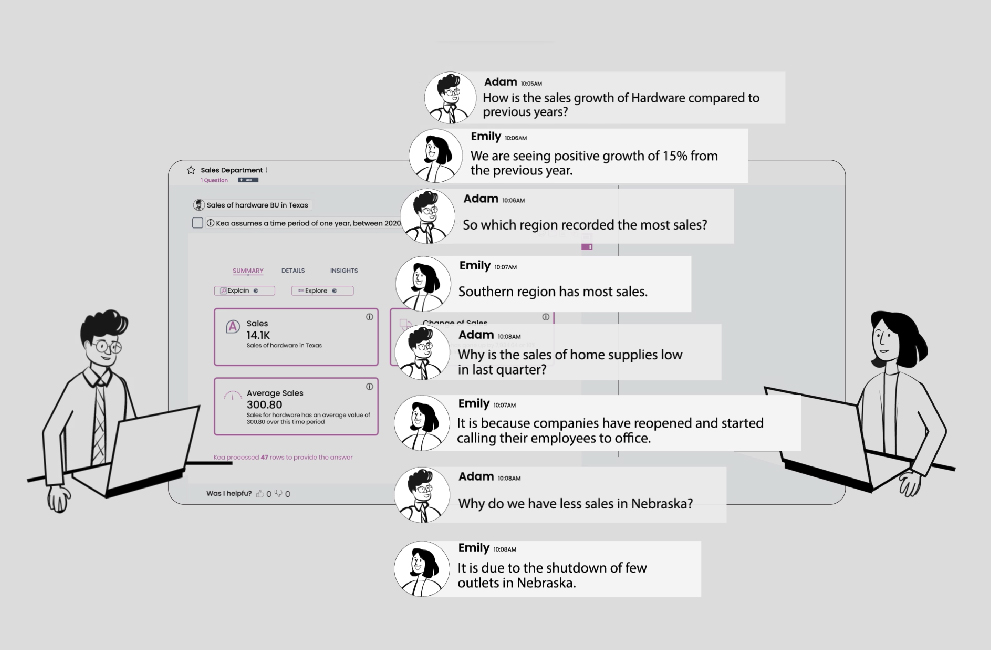 Adam 10:05AM
How is the sales growth of Hardware compared to
previous years?
Emily 10:06AM
We are seeing positive growth of 15% from
the previous year.
Adam 10:06AM
So which region recorded the most sales?
Emily 10:07AM
Southern region has most sales.
Adam 10:08AM
Why is the sales of home supplies low
in last quarter?
Emily 10:07AM
It is because companies have reopened and started
calling their employees to office.
Adam 10:08AM
Why do we have less sales in Nebraska?
Emily 10:08AM
It is due to the shutdown of few
outlets in Nebraska.
Sales Department
1 Question
Sales of hardware BU in Texas
Kea assumes a time period of one year, between 2020
SUMMARY DETAILS INSIGHTS
Explain Explore
Sales
14.1K
Sales of hardware in Texas
Change of Sales
Average Sales
300.80
Sales for hardware has an average value of
300.80 over this time period!
Kea processed 47 rows to provide the answer
Was I helpful? 0 0